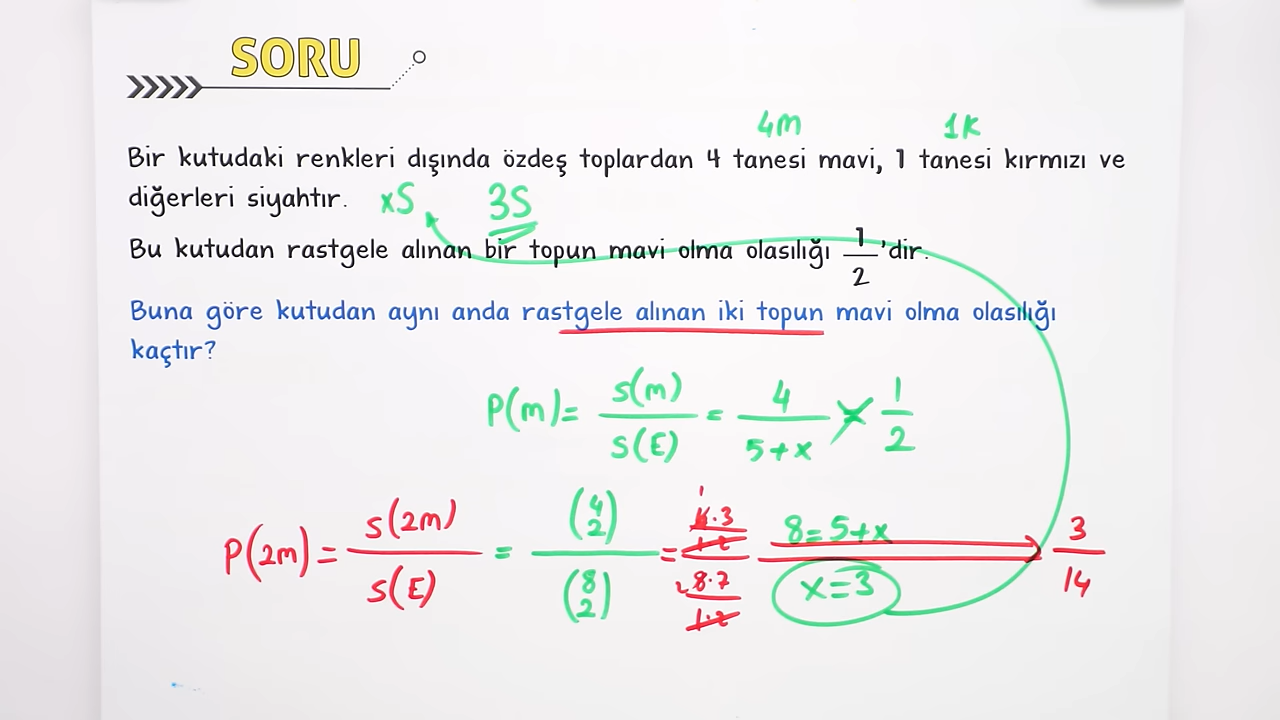 SORU
4m 1K
Bir kutudaki renkleri dışında özdeş toplardan 4 tanesi mavi, 1 tanesi kırmızı ve
diğerleri siyahtır. xS 3S
Bu kutudan rastgele alınan bir topun mavi olma olasılığı 1/2 'dir.
Buna göre kutudan aynı anda rastgele alınan iki topun mavi olma olasılığı
kaçtır?
P(m) = s(m)/s(E) = 4/(5+x) 1/2
8=5+x
x=3
P(2m) = s(2m)/s(E) = (4 2)/(8 2) = (4·3/1·2)/(8·7/1·2) 3/14